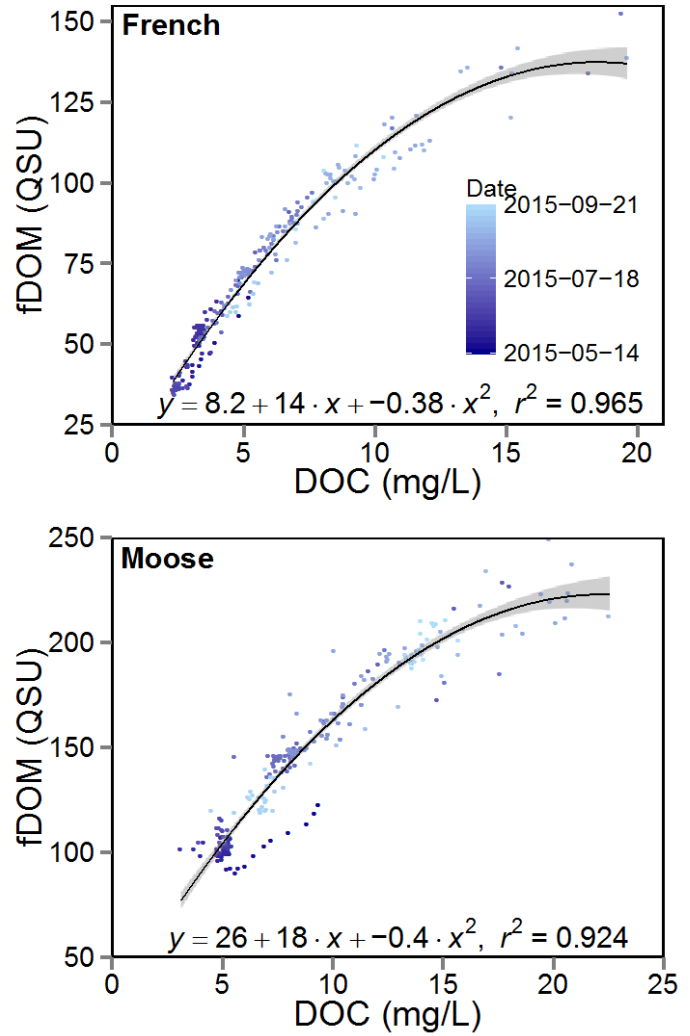 French
150
125
100
75
50
25
fDOM (QSU)
Date
2015−09−21
2015−07−18
2015−05−14
y = 8.2 + 14 · x + −0.38 · x², r² = 0.965
0 5 10 15 20
DOC (mg/L)
Moose
250
200
150
100
50
fDOM (QSU)
y = 26 + 18 · x + −0.4 · x², r² = 0.924
0 5 10 15 20 25
DOC (mg/L)